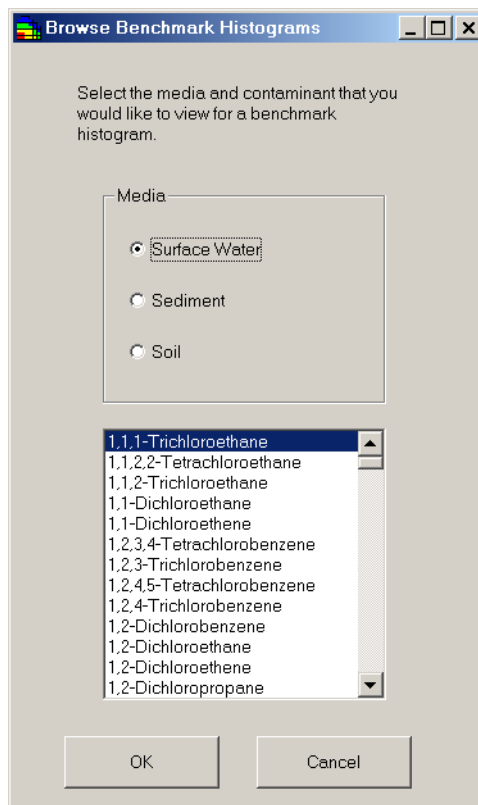 Browse Benchmark Histograms
Select the media and contaminant that you
would like to view for a benchmark
histogram.
Media
Surface Water
Sediment
Soil
1,1,1-Trichloroethane
1,1,2,2-Tetrachloroethane
1,1,2-Trichloroethane
1,1-Dichloroethane
1,1-Dichloroethene
1,2,3,4-Tetrachlorobenzene
1,2,3-Trichlorobenzene
1,2,4,5-Tetrachlorobenzene
1,2,4-Trichlorobenzene
1,2-Dichlorobenzene
1,2-Dichloroethane
1,2-Dichloroethene
1,2-Dichloropropane
OK
Cancel